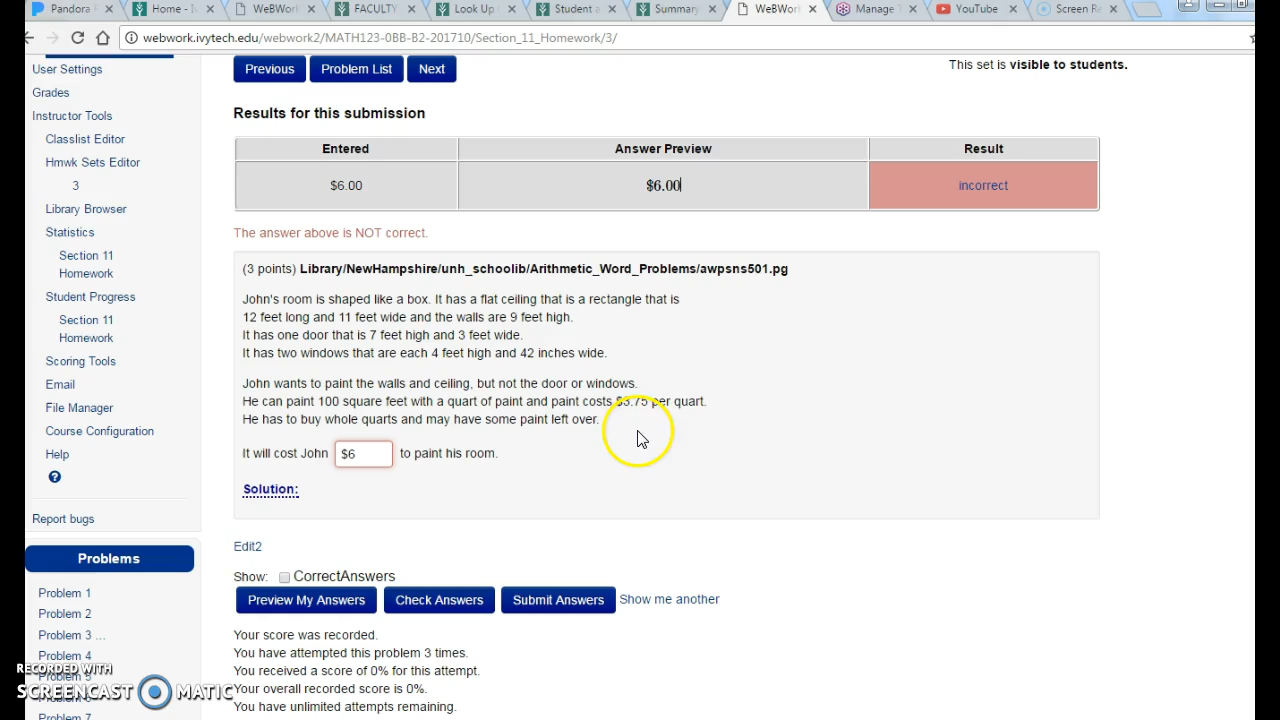 Pandora
Home - Iv
WeBWork
FACULTY
Look Up
Student a
Summary
WeBWork
Manage T
YouTube
Screen Re
webwork.ivytech.edu/webwork2/MATH123-0BB-B2-201710/Section_11_Homework/3/
User Settings
Grades
Instructor Tools
Classlist Editor
Hmwk Sets Editor
3
Library Browser
Statistics
Section 11
Homework
Student Progress
Section 11
Homework
Scoring Tools
Email
File Manager
Course Configuration
Help
?
Report bugs
Problems
Problem 1
Problem 2
Problem 3 ...
Problem 4
Problem 5
Problem 7
Previous Problem List Next
This set is visible to students.
Results for this submission
Entered Answer Preview Result
$6.00 $6.00 incorrect
The answer above is NOT correct.
(3 points) Library/NewHampshire/unh_schoolib/Arithmetic_Word_Problems/awpsns501.pg
John's room is shaped like a box. It has a flat ceiling that is a rectangle that is
12 feet long and 11 feet wide and the walls are 9 feet high.
It has one door that is 7 feet high and 3 feet wide.
It has two windows that are each 4 feet high and 42 inches wide.
John wants to paint the walls and ceiling, but not the door or windows.
He can paint 100 square feet with a quart of paint and paint costs $3.75 per quart.
He has to buy whole quarts and may have some paint left over.
It will cost John $6 to paint his room.
Solution:
Edit2
Show: CorrectAnswers
Preview My Answers Check Answers Submit Answers Show me another
Your score was recorded.
You have attempted this problem 3 times.
You received a score of 0% for this attempt.
Your overall recorded score is 0%.
You have unlimited attempts remaining.
RECORDED WITH
SCREENCAST MATIC